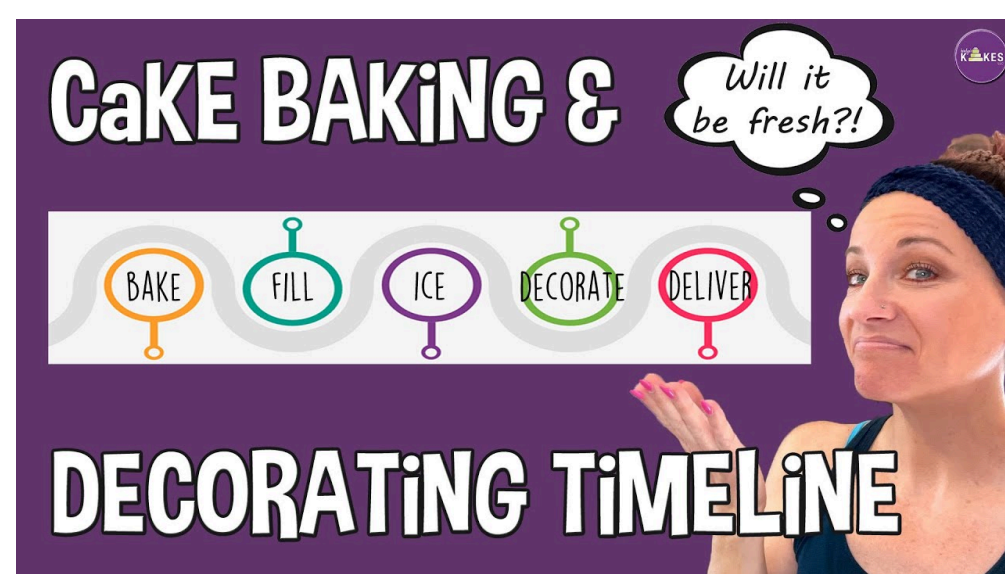 CaKE BAKiNG &
Will it
be fresh?!
BAKE
FILL
ICE
DECORATE
DELIVER
DECORATiNG TiMELiNE